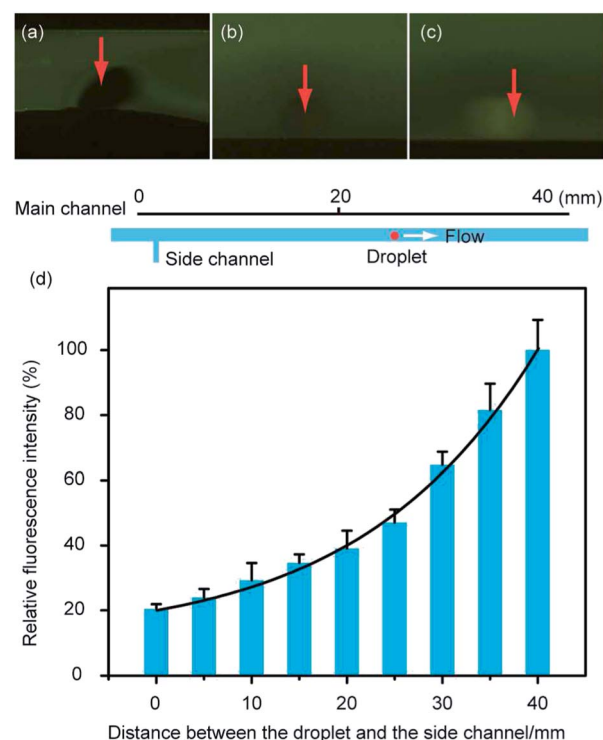 (a) (b) (c)
0 20 40 (mm)
Main channel
Flow
Side channel Droplet
(d)
100
80
60
40
20
0
Relative fluorescence intensity (%)
0 10 20 30 40
Distance between the droplet and the side channel/mm